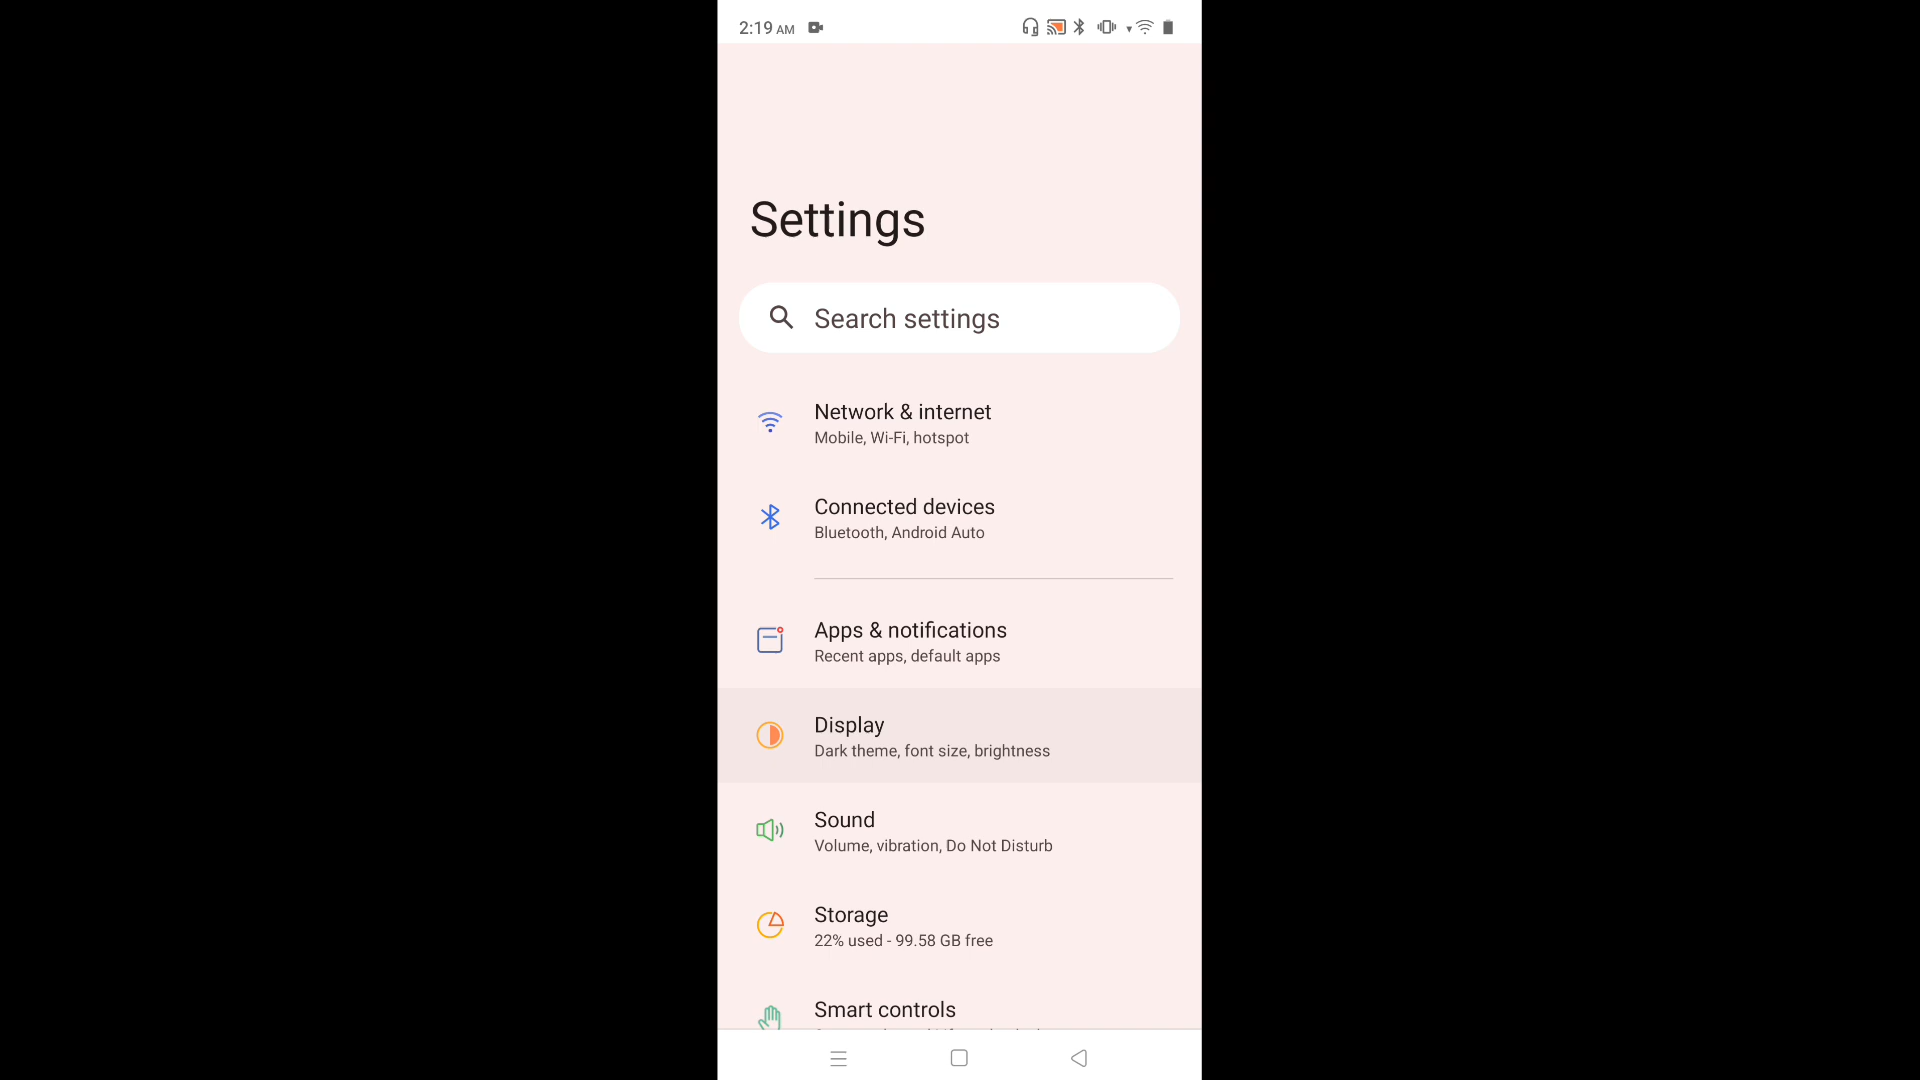 2:19 AM
Settings
Search settings
Network & internet
Mobile, Wi-Fi, hotspot
Connected devices
Bluetooth, Android Auto
Apps & notifications
Recent apps, default apps
Display
Dark theme, font size, brightness
Sound
Volume, vibration, Do Not Disturb
Storage
22% used - 99.58 GB free
Smart controls